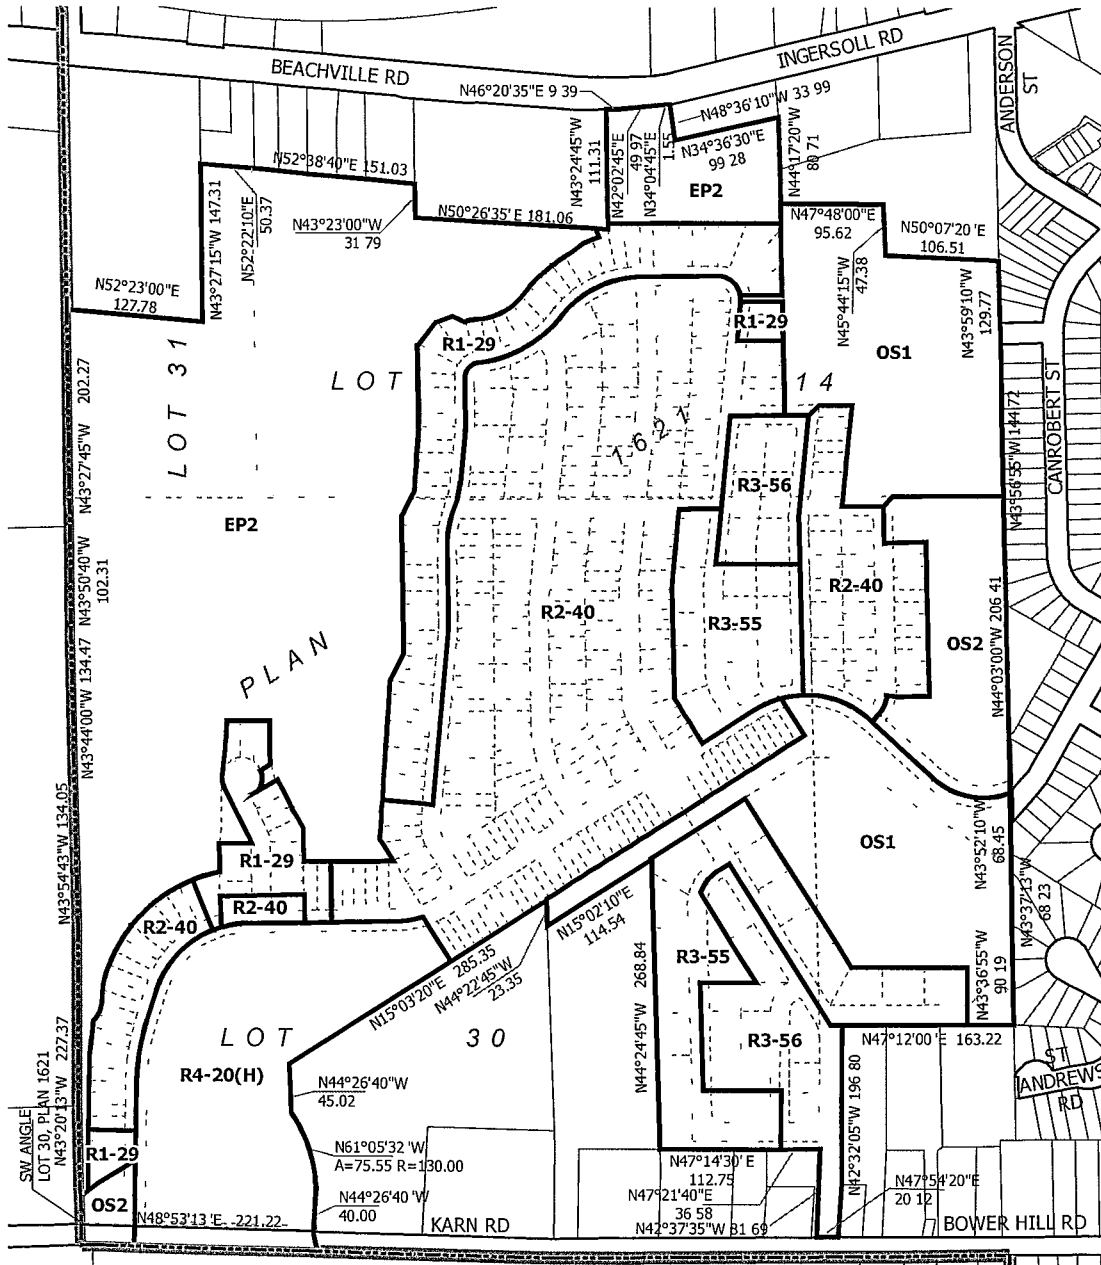 BEACHVILLE RD
INGERSOLL RD
ANDERSON
ST
N46°20'35"E 9 39
N48°36'10"W 33 99
N34°36'30"E
99 28
N44°17'20"W
80 71
N43°24'45"W
111.31
N42°02'45"E
49 97
N34°04'45"E
1.55
EP2
N52°38'40"E 151.03
N43°27'15"W 147.31
N52°22'10"E
50.37
N43°23'00"W
31 79
N50°26'35"E 181.06
N47°48'00"E
95.62
N50°07'20 'E
106.51
N45°44'15"W
47.38
N43°59'10"W
129.77
N52°23'00"E
127.78
R1-29
R1-29
OS1
LOT 31
LOT
14
1621
PLAN
N43°27'45"W 202.27
N43°56'55"W 144 72
CANROBERT ST
R3-56
EP2
N43°50'40"W
102.31
R2-40
R3-55
R2-40
OS2
N44°03'00"W 206 41
N43°44'00"W 134.47
N43°54'43"W 134.05
R1-29
R2-40
R2-40
OS1
N43°52'10"W
68.45
N43°37'13"W
68 23
N15°02'10"E
114.54
N15°03'20"E 285.35
N44°22'45"W
23.35
R3-55
N44°24'45"W 268.84
N43°36'55"W
90 19
LOT
30
R3-56
N47°12'00 'E 163.22
R4-20(H)
N44°26'40"W
45.02
ST
ANDREWS
RD
SW ANGLE
LOT 30, PLAN 1621
N43°20'13"W 227.37
R1-29
N61°05'32 'W
A=75.55 R=130.00
N42°32'05"W 196 80
N47°14'30'E
112.75
N47°21'40"E
36 58
N47°54'20"E
20 12
OS2
N44°26'40 'W
40.00
N48°53'13 'E 221.22
KARN RD
N42°37'35"W 81 69
BOWER HILL RD